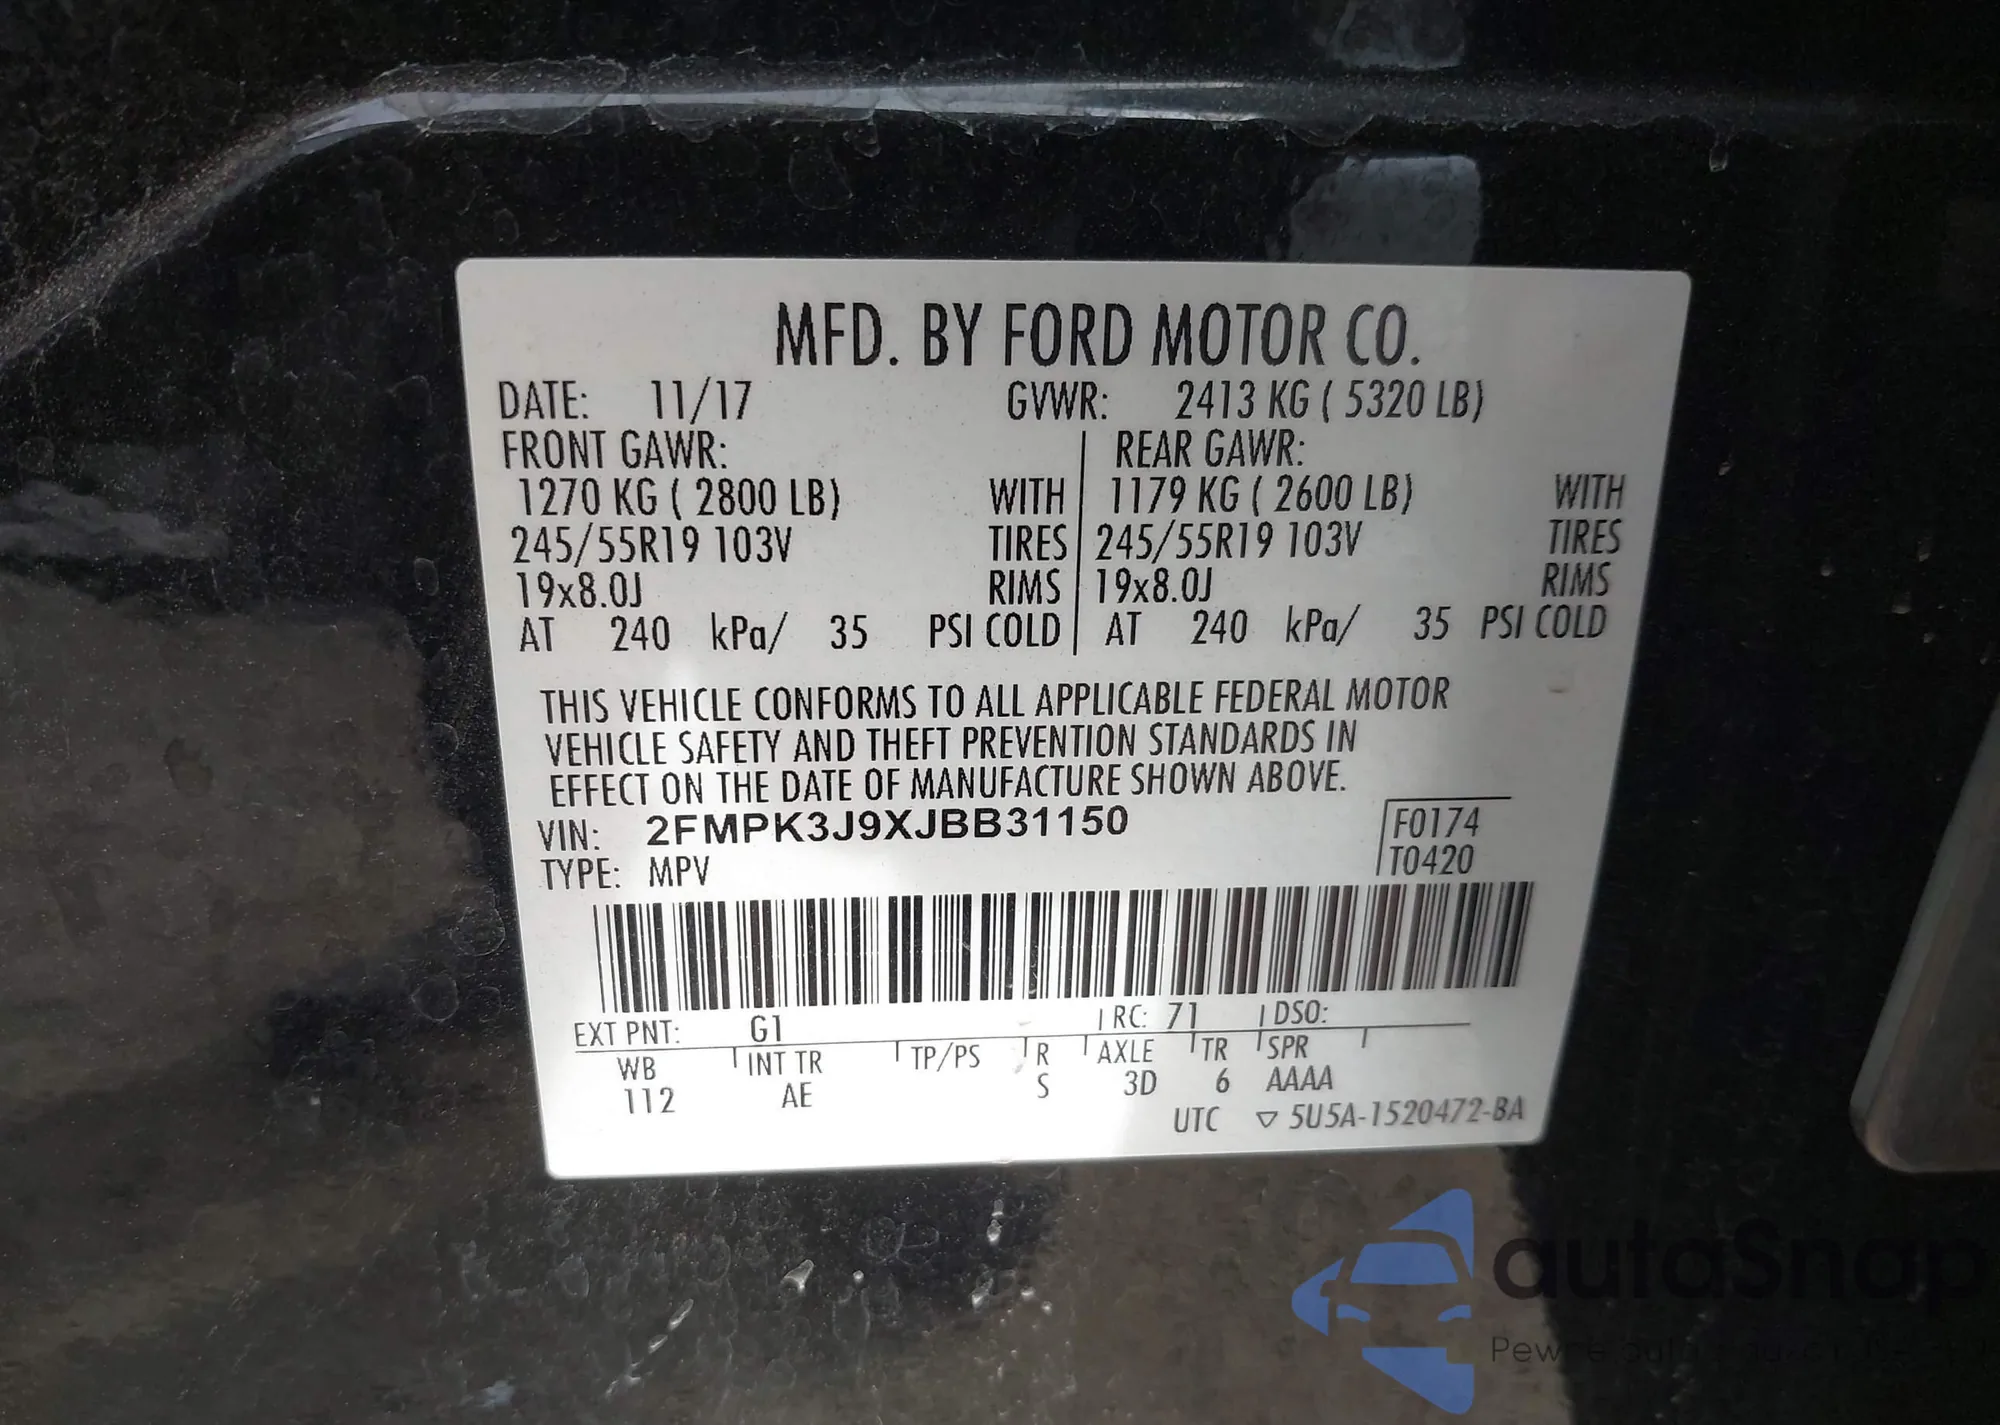 MFD. BY FORD MOTOR CO.
DATE: 11/17 GVWR: 2413 KG ( 5320 LB)
FRONT GAWR: REAR GAWR:
1270 KG ( 2800 LB) WITH 1179 KG ( 2600 LB) WITH
245/55R19 103V TIRES 245/55R19 103V TIRES
19x8.0J RIMS 19x8.0J RIMS
AT 240 kPa/ 35 PSI COLD AT 240 kPa/ 35 PSI COLD
THIS VEHICLE CONFORMS TO ALL APPLICABLE FEDERAL MOTOR
VEHICLE SAFETY AND THEFT PREVENTION STANDARDS IN
EFFECT ON THE DATE OF MANUFACTURE SHOWN ABOVE.
VIN: 2FMPK3J9XJBB31150 F0174
TYPE: MPV T0420
EXT PNT: G1 RC: 71 DSO:
WB INT TR TP/PS R AXLE TR SPR
112 AE S 3D 6 AAAA
UTC ▽ 5U5A-1520472-BA
autaSnap